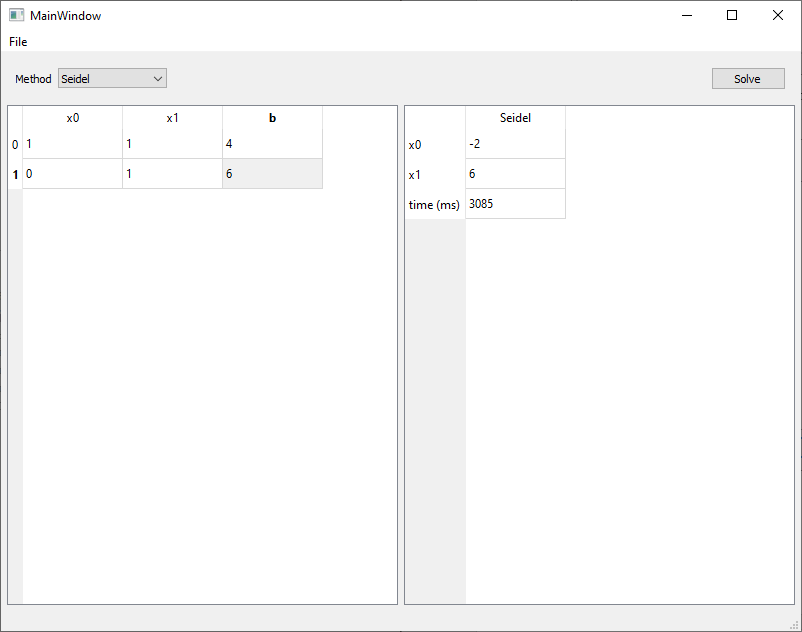 MainWindow
File
Method Seidel Solve
x0 x1 b
0 1 1 4
1 0 1 6
Seidel
x0 -2
x1 6
time (ms) 3085